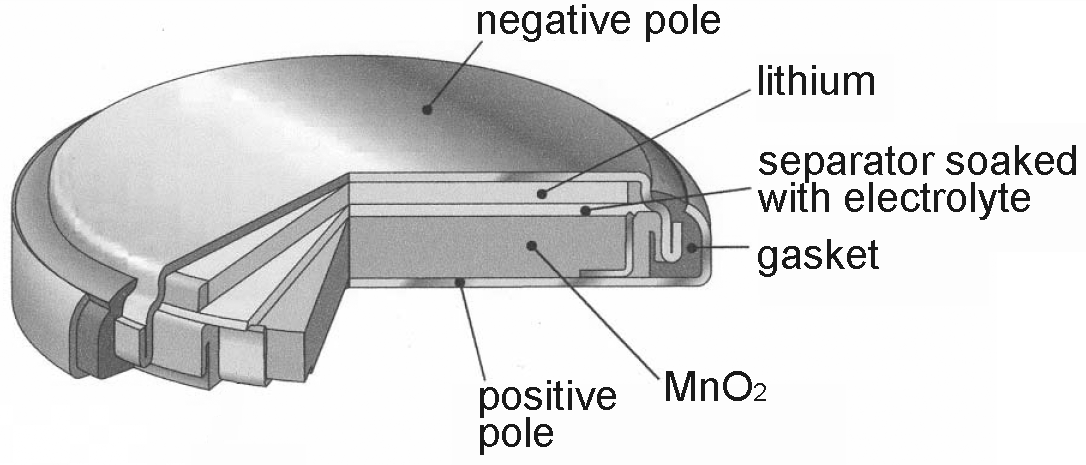 negative pole
lithium
separator soaked
with electrolyte
gasket
MnO₂
positive
pole